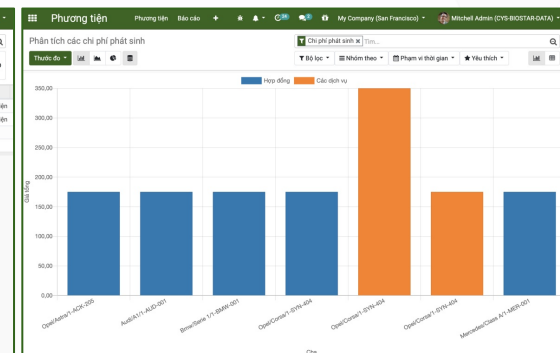 Phương tiện
Phương tiện Báo cáo + My Company (San Francisco) Mitchell Admin (CYS-BIOSTAR-DATA)
Phân tích các chi phí phát sinh
Chi phí phát sinh × Tìm...
Thước đo
Bộ lọc Nhóm theo Phạm vi thời gian Yêu thích
Hợp đồng Các dịch vụ
350,00
300,00
250,00
200,00
150,00
100,00
50,00
0,00
Giá tổng
Opel/Astra/1-ACK-205
Audi/A1/1-AUD-001
Bmw/Serie 1/1-BMW-001
Opel/Corsa/1-SYN-404
Opel/Corsa/1-SYN-404
Opel/Corsa/1-SYN-404
Mercedes/Class A/1-MER-001